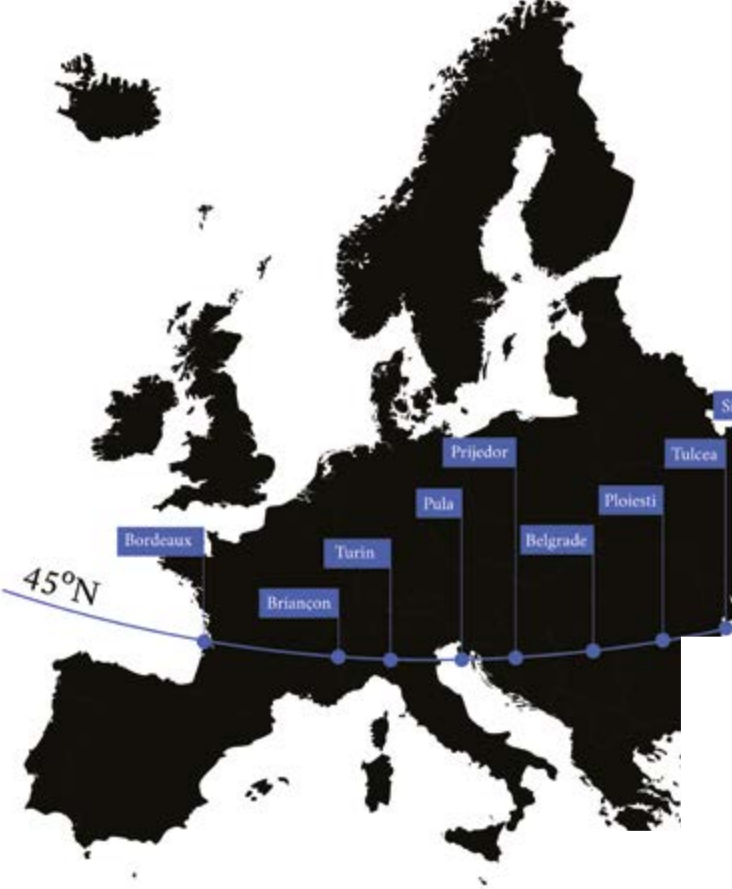 Prijedor
Tulcea
Pula
Ploiesti
Bordeaux
Turin
Belgrade
45°N
Briançon